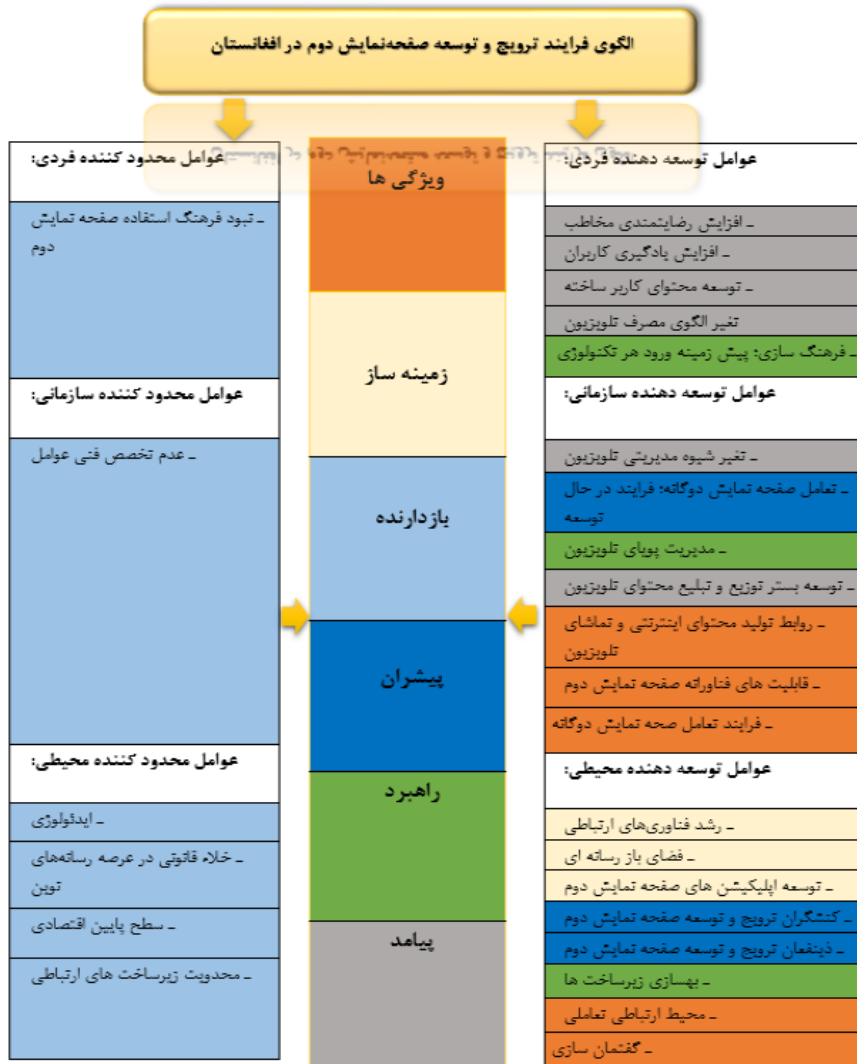 الگوی فرایند ترویج و توسعه صفحه‌نمایش دوم در افغانستان
عوامل توسعه دهنده فردی:
ـ افزایش رضایتمندی مخاطب
ـ افزایش یادگیری کاربران
ـ توسعه محتوای کاربر ساخته
تغیر الگوی مصرف تلویزیون
ـ فرهنگ سازی؛ پیش زمینه ورود هر تکنولوژی
عوامل توسعه دهنده سازمانی:
ـ تغیر شیوه مدیریتی تلویزیون
ـ تعامل صفحه نمایش دوگانه؛ فرایند در حال
توسعه
ـ مدیریت پویای تلویزیون
ـ توسعه بستر توزیع و تبلیغ محتوای تلویزیون
ـ روابط تولید محتوای اینترنتی و تماشای
تلویزیون
ـ قابلیت های فناورانه صفحه نمایش دوم
ـ فرایند تعامل صحه نمایش دوگانه
عوامل توسعه دهنده محیطی:
ـ رشد فناوری‌های ارتباطی
ـ فضای باز رسانه ای
ـ توسعه اپلیکیشن های صفحه نمایش دوم
ـ کنشگران ترویج و توسعه صفحه نمایش دوم
ـ ذینفعان ترویج و توسعه صفحه نمایش دوم
ـ بهسازی زیرساخت ها
ـ محیط ارتباطی تعاملی
ـ گفتمان سازی
ویژگی ها
زمینه ساز
بازدارنده
پیشران
راهبرد
پیامد
عوامل محدود کننده فردی:
ـ نبود فرهنگ استفاده صفحه نمایش
دوم
عوامل محدود کننده سازمانی:
ـ عدم تخصص فنی عوامل
عوامل محدود کننده محیطی:
ـ ایدئولوژی
ـ خلاء قانونی در عرصه رسانه‌های
نوین
ـ سطح پایین اقتصادی
ـ محدویت زیرساخت های ارتباطی